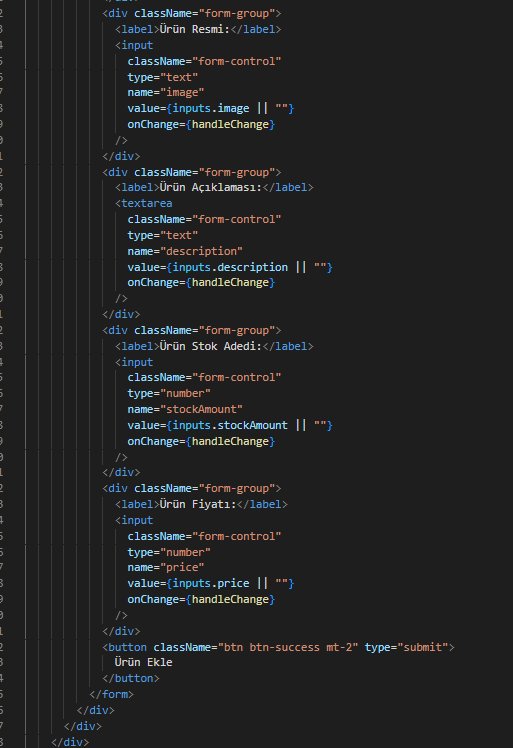 <div className="form-group">
<label>Ürün Resmi:</label>
<input
className="form-control"
type="text"
name="image"
value={inputs.image || ""}
onChange={handleChange}
/>
</div>
<div className="form-group">
<label>Ürün Açıklaması:</label>
<textarea
className="form-control"
type="text"
name="description"
value={inputs.description || ""}
onChange={handleChange}
/>
</div>
<div className="form-group">
<label>Ürün Stok Adedi:</label>
<input
className="form-control"
type="number"
name="stockAmount"
value={inputs.stockAmount || ""}
onChange={handleChange}
/>
</div>
<div className="form-group">
<label>Ürün Fiyatı:</label>
<input
className="form-control"
type="number"
name="price"
value={inputs.price || ""}
onChange={handleChange}
/>
</div>
<button className="btn btn-success mt-2" type="submit">
Ürün Ekle
</button>
</form>
</div>
</div>
</div>